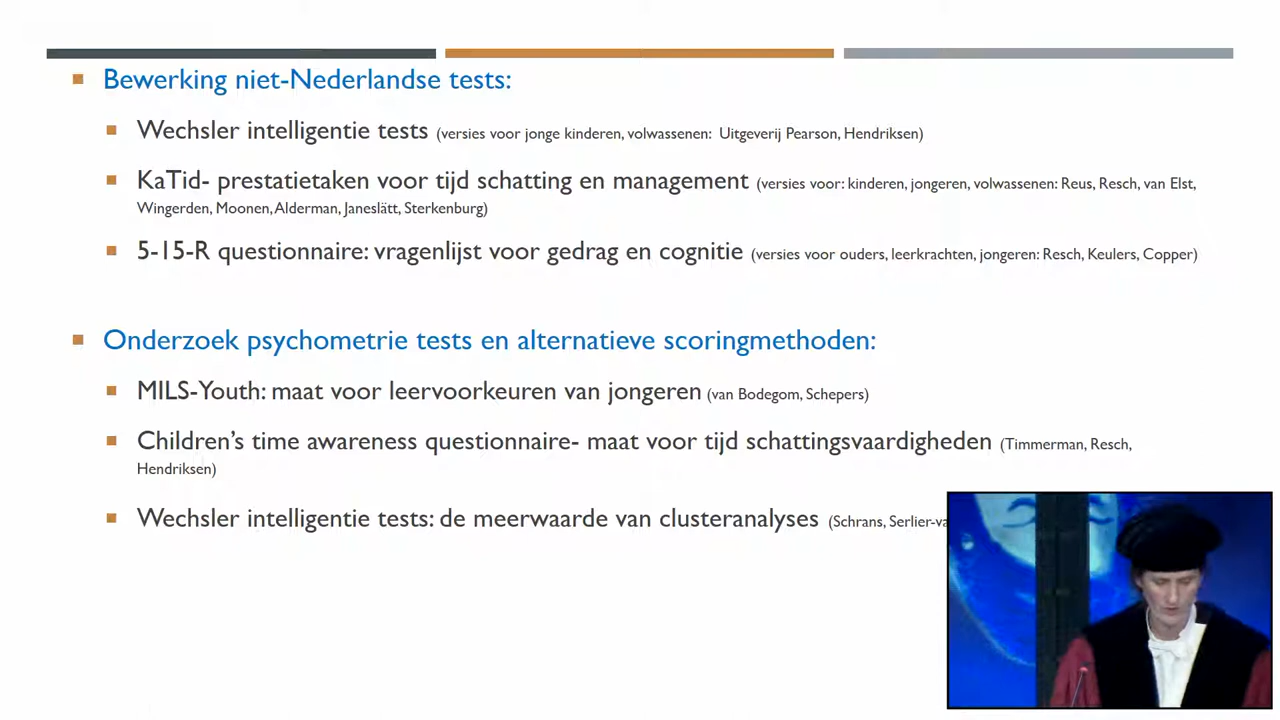 Bewerking niet-Nederlandse tests:
Wechsler intelligentie tests (versies voor jonge kinderen, volwassenen: Uitgeverij Pearson, Hendriksen)
KaTid- prestatietaken voor tijd schatting en management (versies voor: kinderen, jongeren, volwassenen: Reus, Resch, van Elst,
Wingerden, Moonen, Alderman, Janeslätt, Sterkenburg)
5-15-R questionnaire: vragenlijst voor gedrag en cognitie (versies voor ouders, leerkrachten, jongeren: Resch, Keulers, Copper)
Onderzoek psychometrie tests en alternatieve scoringmethoden:
MILS-Youth: maat voor leervoorkeuren van jongeren (van Bodegom, Schepers)
Children’s time awareness questionnaire- maat voor tijd schattingsvaardigheden (Timmerman, Resch,
Hendriksen)
Wechsler intelligentie tests: de meerwaarde van clusteranalyses (Schrans,